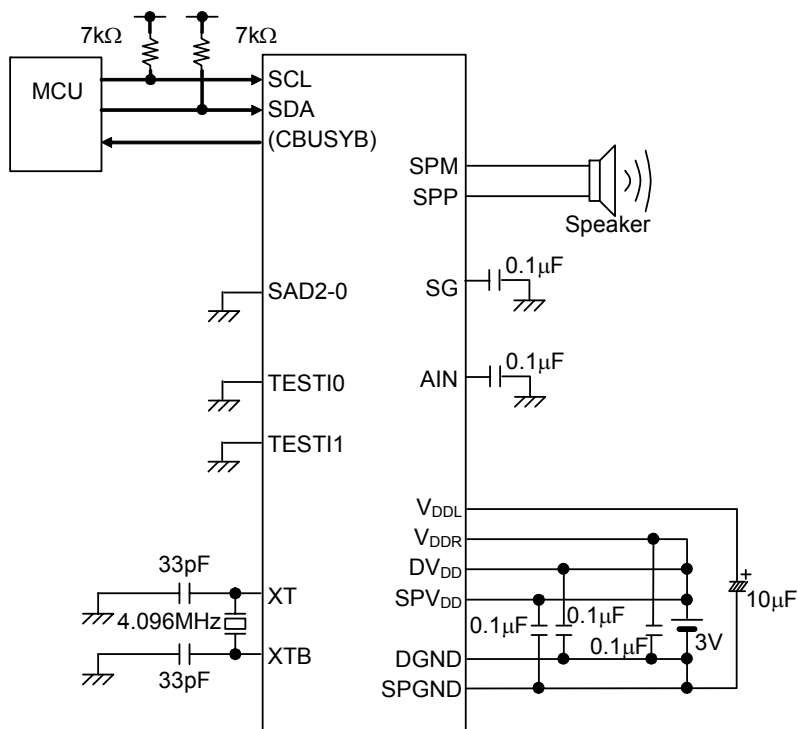 7kΩ
7kΩ
MCU
SCL
SDA
(CBUSYB)
SPM
SPP
Speaker
0.1μF
SG
SAD2-0
0.1μF
AIN
TESTI0
TESTI1
VDDL
VDDR
33pF
DVDD
+
XT
SPVDD
10μF
4.096MHz
0.1μF
0.1μF
0.1μF
3V
XTB
DGND
33pF
SPGND